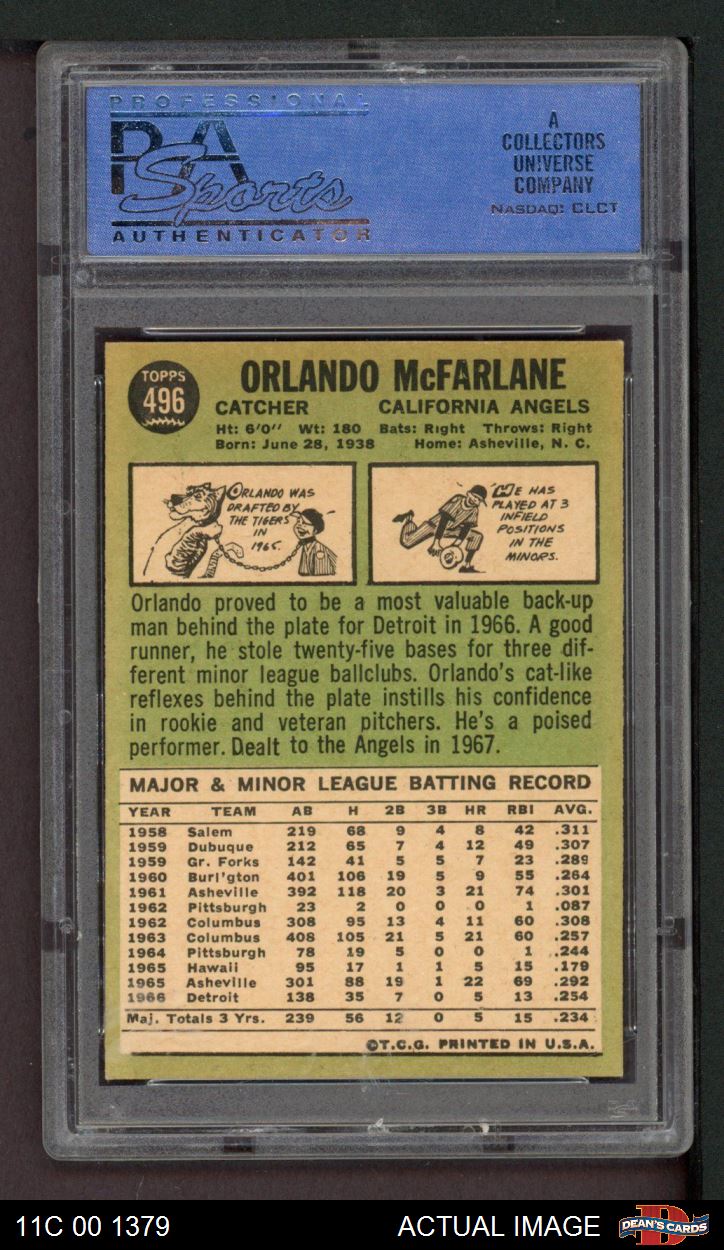 PROFESSIONAL
PSA
Sports
AUTHENTICATOR
A
COLLECTORS
UNIVERSE
COMPANY
NASDAQ: CLCT
TOPPS
496
ORLANDO McFARLANE
CATCHER CALIFORNIA ANGELS
Ht: 6'0" Wt: 180 Bats: Right Throws: Right
Born: June 28, 1938 Home: Asheville, N. C.
ORLANDO WAS
DRAFTED BY
THE TIGERS
IN
1965.
HE HAS
PLAYED AT 3
INFIELD
POSITIONS
IN THE
MINORS.
Orlando proved to be a most valuable back-up
man behind the plate for Detroit in 1966. A good
runner, he stole twenty-five bases for three dif-
ferent minor league ballclubs. Orlando's cat-like
reflexes behind the plate instills his confidence
in rookie and veteran pitchers. He's a poised
performer. Dealt to the Angels in 1967.
MAJOR & MINOR LEAGUE BATTING RECORD
YEAR TEAM AB H 2B 3B HR RBI AVG.
1958 Salem 219 68 9 4 8 42 .311
1959 Dubuque 212 65 7 4 12 49 .307
1959 Gr. Forks 142 41 5 5 7 23 .289
1960 Burl'gton 401 106 19 5 9 55 .264
1961 Asheville 392 118 20 3 21 74 .301
1962 Pittsburgh 23 2 0 0 0 1 .087
1962 Columbus 308 95 13 4 11 60 .308
1963 Columbus 408 105 21 5 21 60 .257
1964 Pittsburgh 78 19 5 0 0 1 .244
1965 Hawaii 95 17 1 1 5 15 .179
1965 Asheville 301 88 19 1 22 69 .292
1966 Detroit 138 35 7 0 5 13 .254
Maj. Totals 3 Yrs. 239 56 12 0 5 15 .234
©T.C.G. PRINTED IN U.S.A.
11C 00 1379 ACTUAL IMAGE DEAN'S CARDS